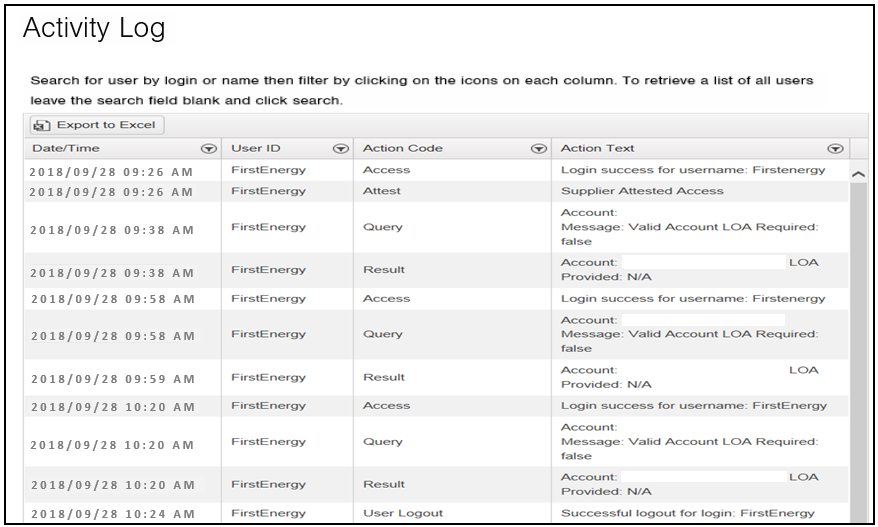 Activity Log
Search for user by login or name then filter by clicking on the icons on each column. To retrieve a list of all users
leave the search field blank and click search.
Export to Excel
Date/Time User ID Action Code Action Text
2018/09/28 09:26 AM FirstEnergy Access Login success for username: Firstenergy
2018/09/28 09:26 AM FirstEnergy Attest Supplier Attested Access
2018/09/28 09:38 AM FirstEnergy Query Account:
Message: Valid Account LOA Required:
false
2018/09/28 09:38 AM FirstEnergy Result Account: LOA
Provided: N/A
2018/09/28 09:58 AM FirstEnergy Access Login success for username: Firstenergy
2018/09/28 09:58 AM FirstEnergy Query Account:
Message: Valid Account LOA Required:
false
2018/09/28 09:59 AM FirstEnergy Result Account: LOA
Provided: N/A
2018/09/28 10:20 AM FirstEnergy Access Login success for username: FirstEnergy
2018/09/28 10:20 AM FirstEnergy Query Account:
Message: Valid Account LOA Required:
false
2018/09/28 10:20 AM FirstEnergy Result Account: LOA
Provided: N/A
2018/09/28 10:24 AM FirstEnergy User Logout Successful logout for login: FirstEnergy